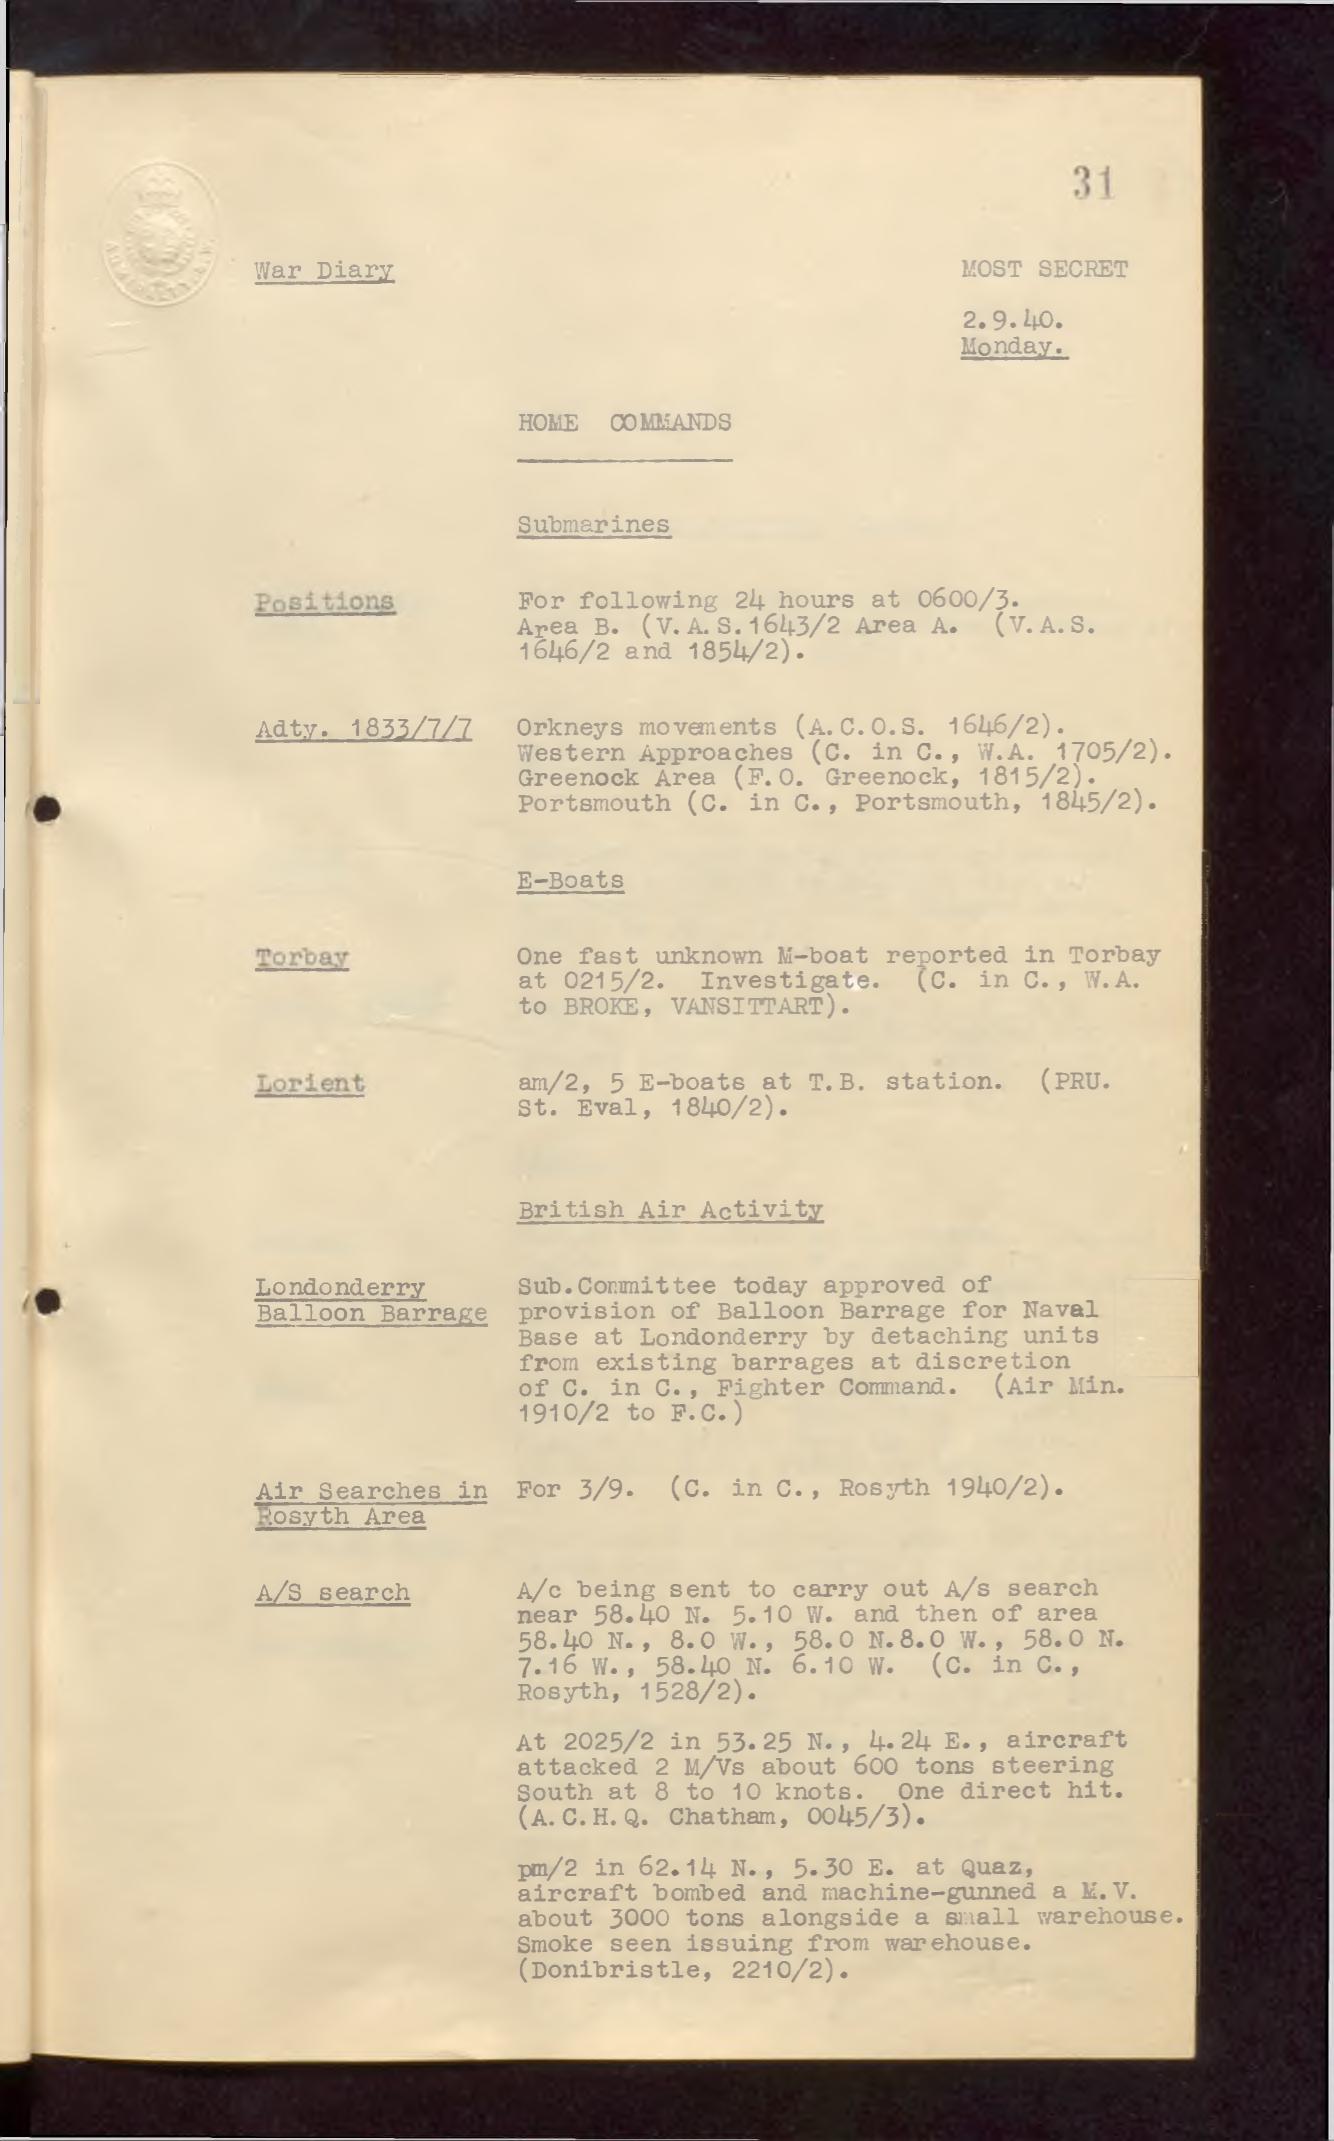 31
War Diary
MOST SECRET
2.9.40.
Monday.
HOME COMMANDS
Submarines
Positions
For following 24 hours at 0600/3.
Area B. (V.A.S.1643/2 Area A. (V.A.S.
1646/2 and 1854/2).
Adty. 1833/7/7
Orkneys movements (A.C.O.S. 1646/2).
Western Approaches (C. in C., W.A. 1705/2).
Greenock Area (F.O. Greenock, 1815/2).
Portsmouth (C. in C., Portsmouth, 1845/2).
E-Boats
Torbay
One fast unknown M-boat reported in Torbay
at 0215/2. Investigate. (C. in C., W.A.
to BROKE, VANSITTART).
Lorient
am/2, 5 E-boats at T.B. station. (PRU.
St. Eval, 1840/2).
British Air Activity
Londonderry
Balloon Barrage
Sub.Committee today approved of
provision of Balloon Barrage for Naval
Base at Londonderry by detaching units
from existing barrages at discretion
of C. in C., Fighter Command. (Air Min.
1910/2 to F.C.)
Air Searches in
Rosyth Area
For 3/9. (C. in C., Rosyth 1940/2).
A/S search
A/c being sent to carry out A/s search
near 58.40 N. 5.10 W. and then of area
58.40 N., 8.0 W., 58.0 N.8.0 W., 58.0 N.
7.16 W., 58.40 N. 6.10 W. (C. in C.,
Rosyth, 1528/2).
At 2025/2 in 53.25 N., 4.24 E., aircraft
attacked 2 M/Vs about 600 tons steering
South at 8 to 10 knots. One direct hit.
(A.C.H.Q. Chatham, 0045/3).
pm/2 in 62.14 N., 5.30 E. at Quaz,
aircraft bombed and machine-gunned a M.V.
about 3000 tons alongside a small warehouse.
Smoke seen issuing from warehouse.
(Donibristle, 2210/2).